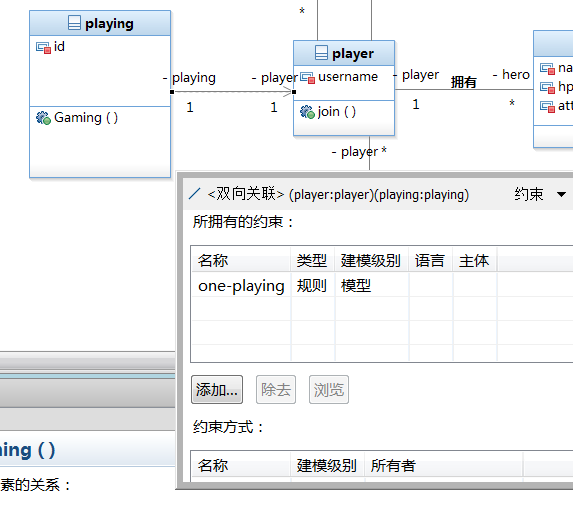 *
playing
id
Gaming ( )
- playing
- player
1
1
player
username
join ( )
- player
拥有
- hero
1
*
na
hp
att
- player *
<双向关联> (player:player)(playing:playing)
约束
所拥有的约束：
名称 类型 建模级别 语言 主体
one-playing 规则 模型
添加... 除去 浏览
约束方式：
名称 建模级别 所有者
ning ( )
素的关系：